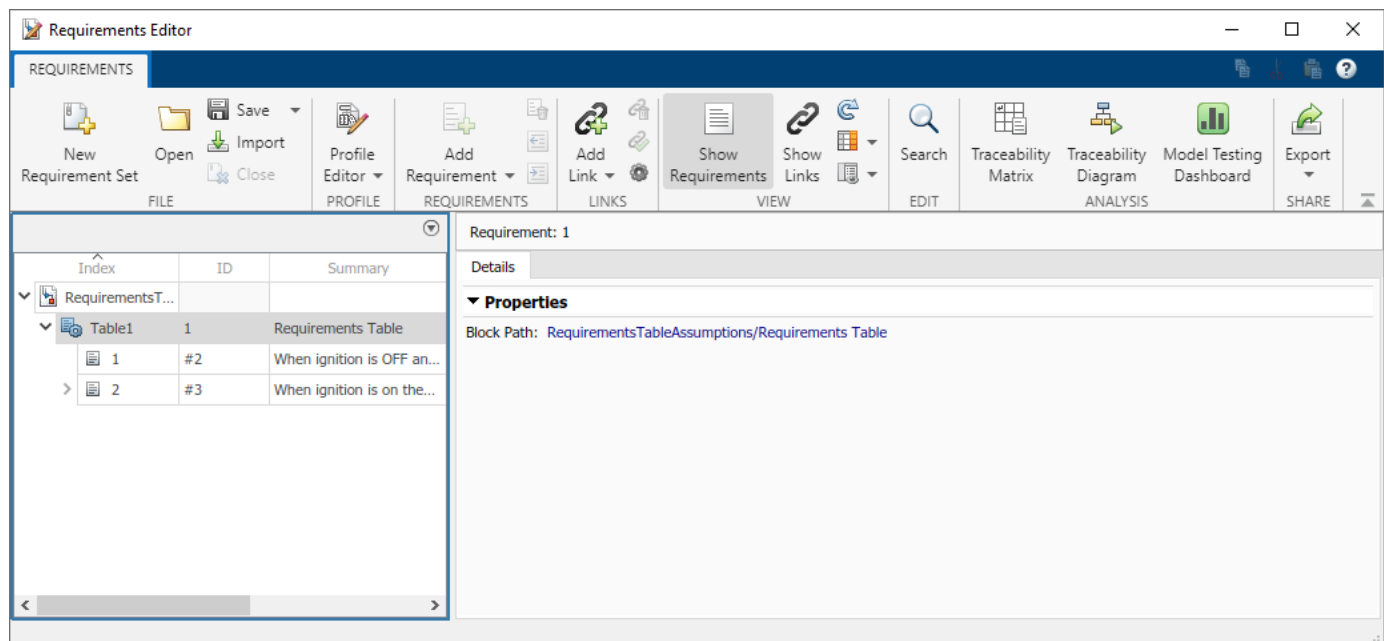 Requirements Editor
REQUIREMENTS
New
Requirement Set
Open
Save
Import
Close
FILE
Profile
Editor
PROFILE
Add
Requirement
REQUIREMENTS
Add
Link
LINKS
Show
Requirements
Show
Links
VIEW
Search
EDIT
Traceability
Matrix
Traceability
Diagram
Model Testing
Dashboard
ANALYSIS
Export
SHARE
Requirement: 1
Index ID Summary
Details
RequirementsT...
Properties
Table1 1 Requirements Table
Block Path: RequirementsTableAssumptions/Requirements Table
1 #2 When ignition is OFF an...
2 #3 When ignition is on the...